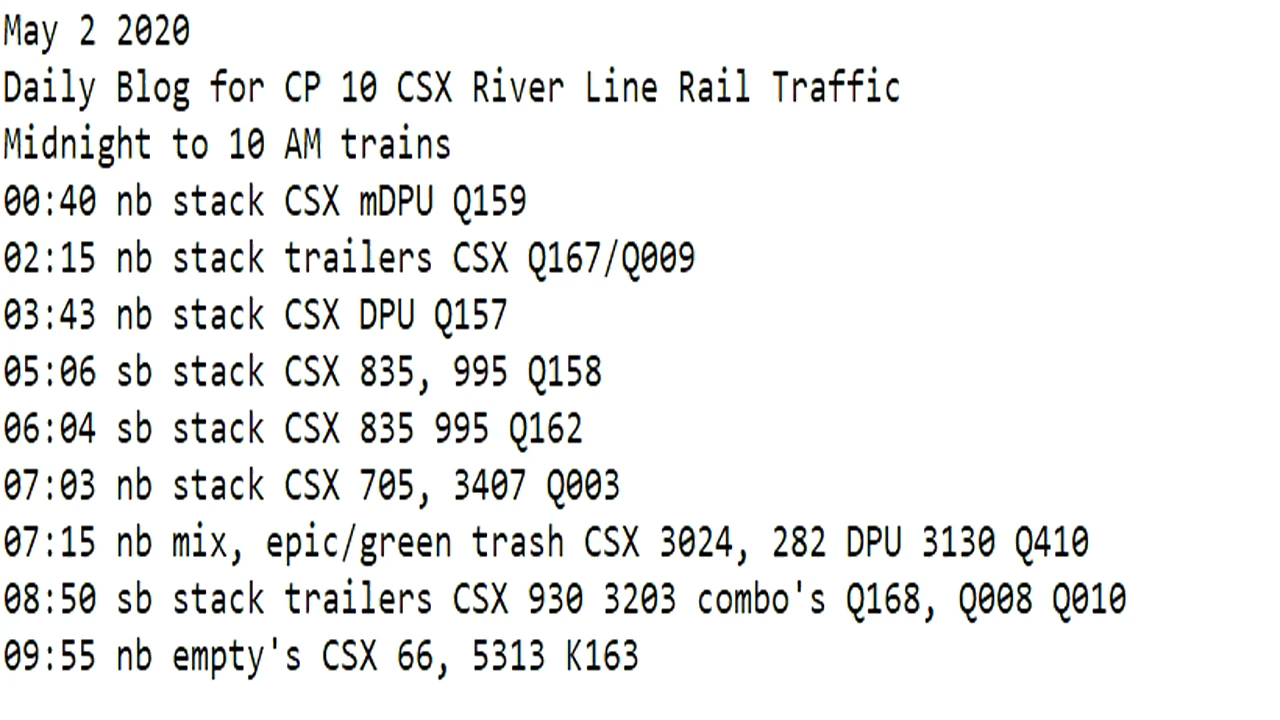 May 2 2020
Daily Blog for CP 10 CSX River Line Rail Traffic
Midnight to 10 AM trains
00:40 nb stack CSX mDPU Q159
02:15 nb stack trailers CSX Q167/Q009
03:43 nb stack CSX DPU Q157
05:06 sb stack CSX 835, 995 Q158
06:04 sb stack CSX 835 995 Q162
07:03 nb stack CSX 705, 3407 Q003
07:15 nb mix, epic/green trash CSX 3024, 282 DPU 3130 Q410
08:50 sb stack trailers CSX 930 3203 combo's Q168, Q008 Q010
09:55 nb empty's CSX 66, 5313 K163